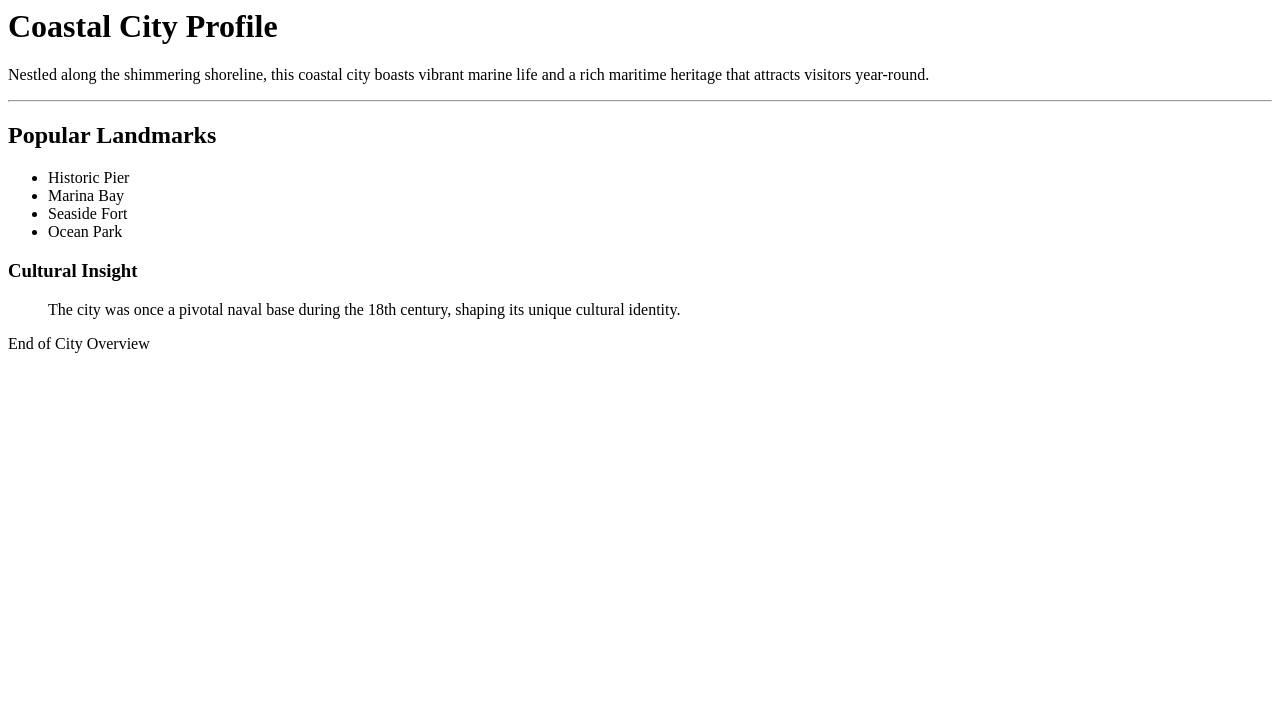 Coastal City Profile
Nestled along the shimmering shoreline, this coastal city boasts vibrant marine life and a rich maritime heritage that attracts visitors year-round.
Popular Landmarks
Historic Pier
Marina Bay
Seaside Fort
Ocean Park
Cultural Insight
The city was once a pivotal naval base during the 18th century, shaping its unique cultural identity.
End of City Overview